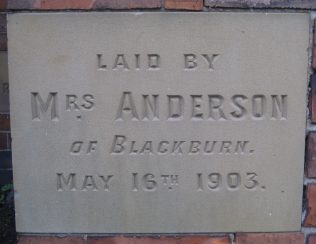 LAID BY
MRS ANDERSON
OF BLACKBURN.
MAY 16TH 1903.